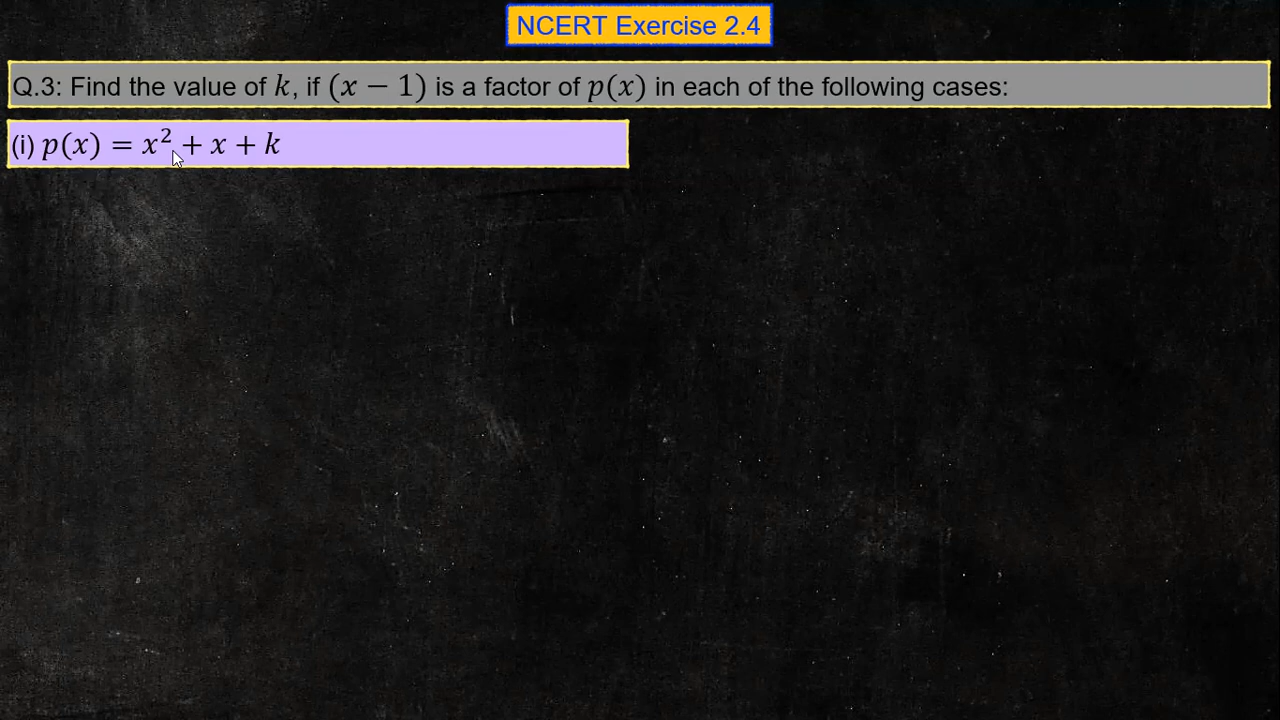 NCERT Exercise 2.4
Q.3: Find the value of k, if (x − 1) is a factor of p(x) in each of the following cases:
(i) p(x) = x² + x + k